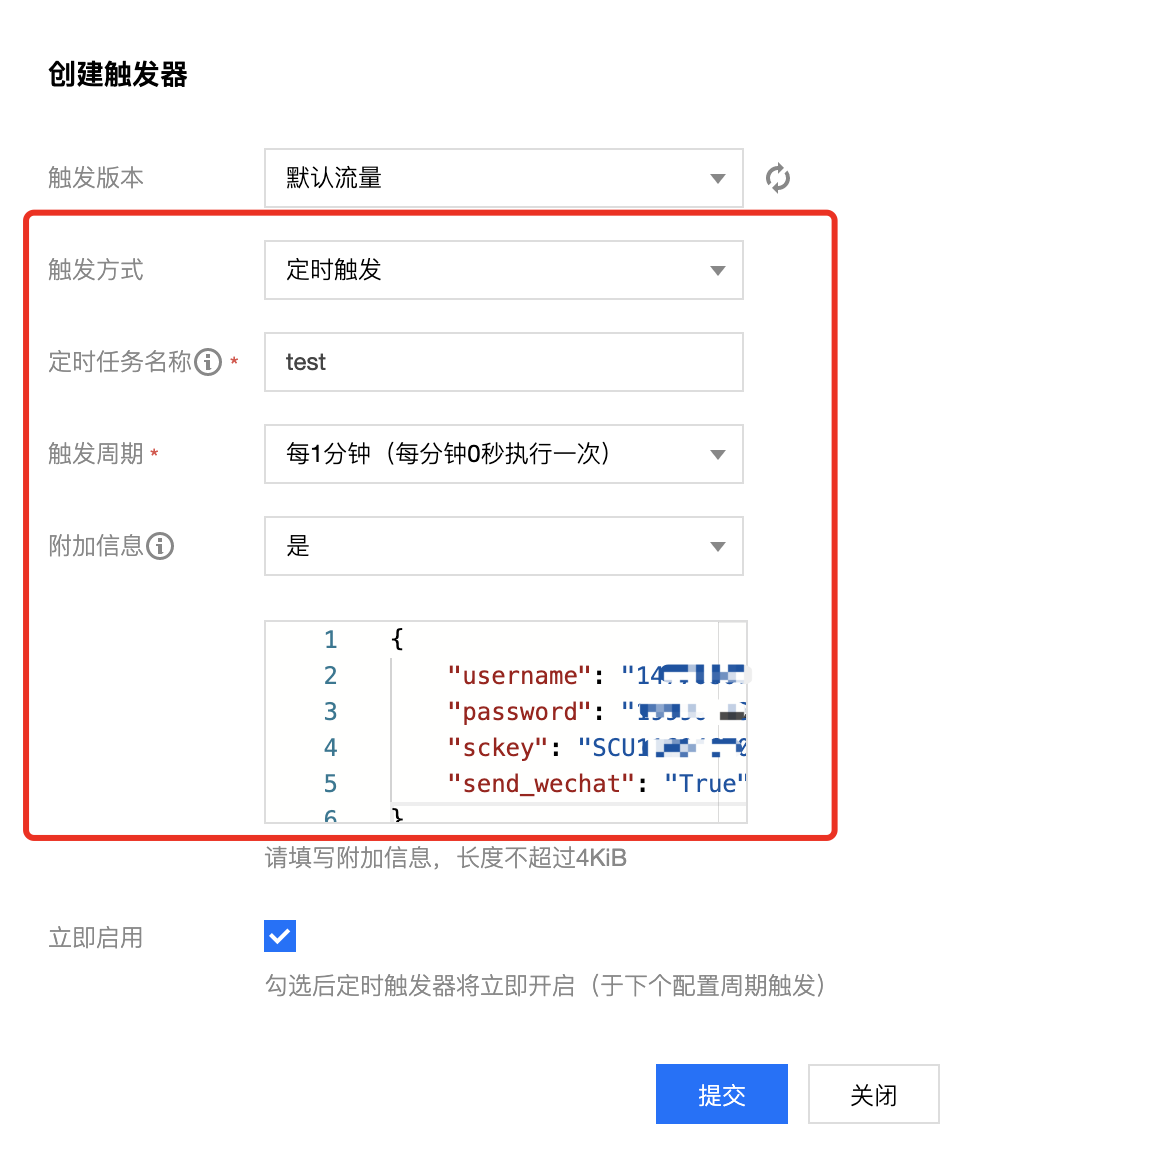 创建触发器
触发版本 默认流量
触发方式 定时触发
定时任务名称 * test
触发周期 * 每1分钟（每分钟0秒执行一次）
附加信息 是
1 {
2 "username": "14
3 "password": "
4 "sckey": "SCU1
5 "send_wechat": "True"
6 }
请填写附加信息，长度不超过4KiB
立即启用
勾选后定时触发器将立即开启（于下个配置周期触发）
提交 关闭